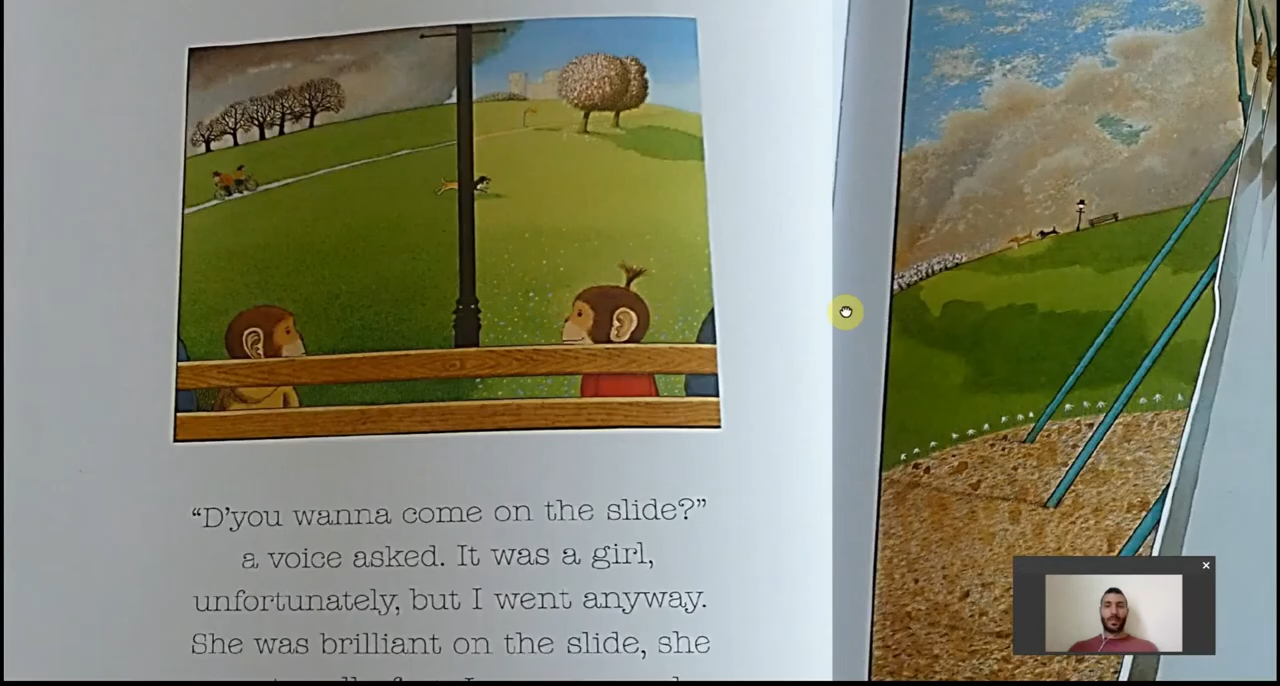 “D’you wanna come on the slide?”
a voice asked. It was a girl,
unfortunately, but I went anyway.
She was brilliant on the slide, she